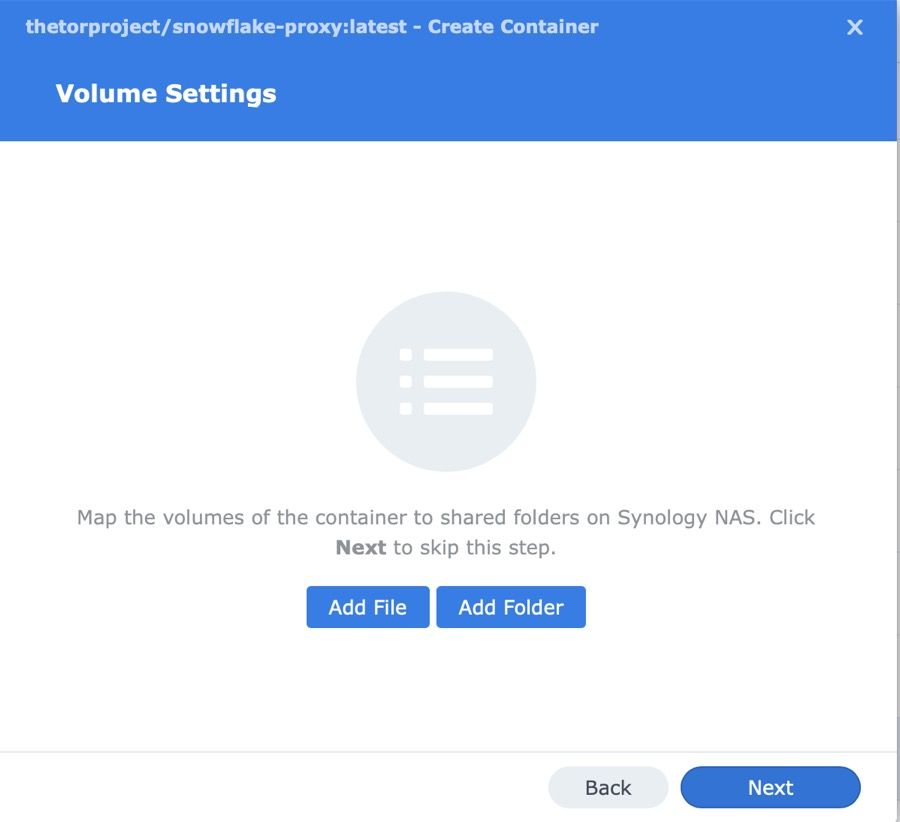 thetorproject/snowflake-proxy:latest - Create Container
Volume Settings
Map the volumes of the container to shared folders on Synology NAS. Click
Next to skip this step.
Add File Add Folder
Back Next